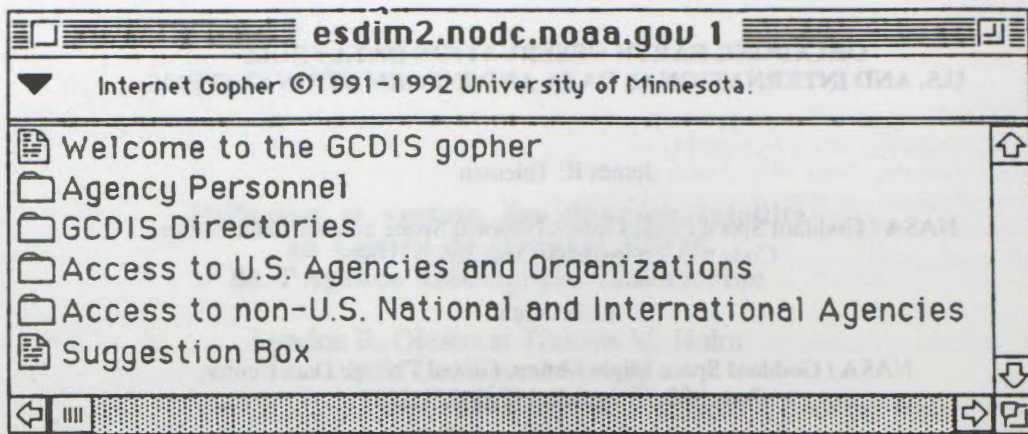 esdim2.nodc.noaa.gov 1
Internet Gopher ©1991-1992 University of Minnesota.
Welcome to the GCDIS gopher
Agency Personnel
GCDIS Directories
Access to U.S. Agencies and Organizations
Access to non-U.S. National and International Agencies
Suggestion Box